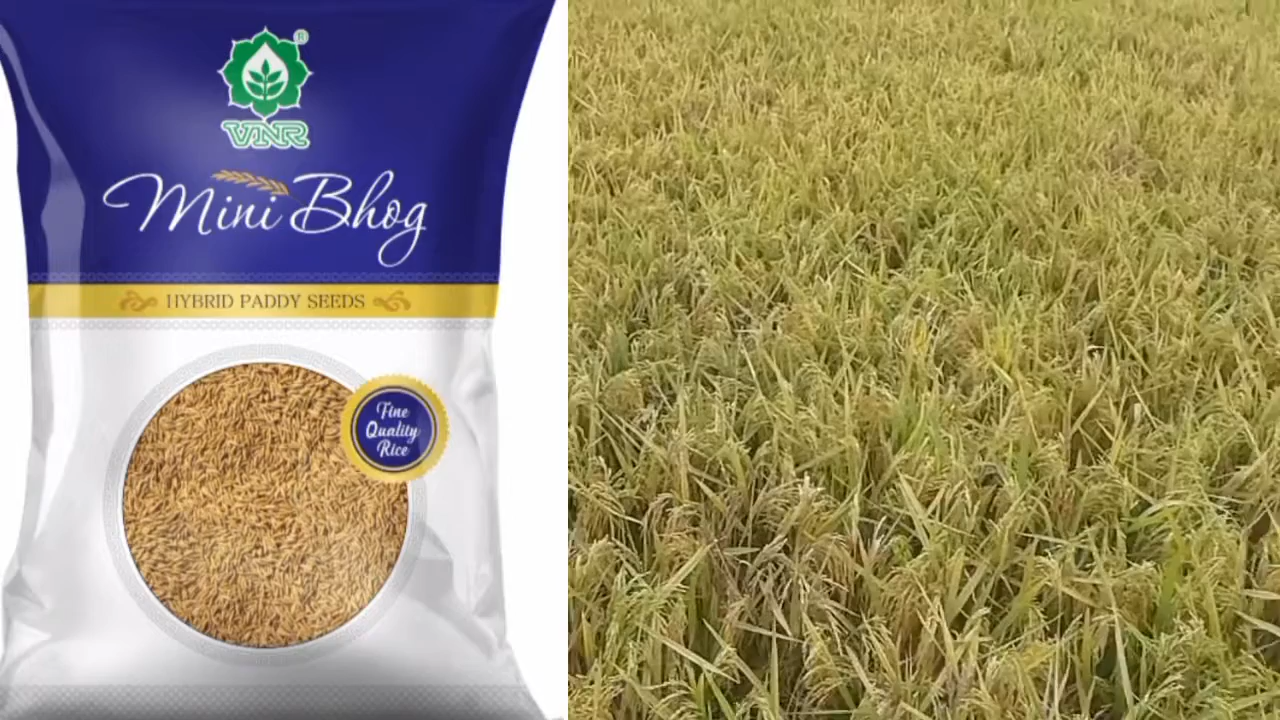 ®
VNR
Mini Bhog
HYBRID PADDY SEEDS
Fine
Quality
Rice